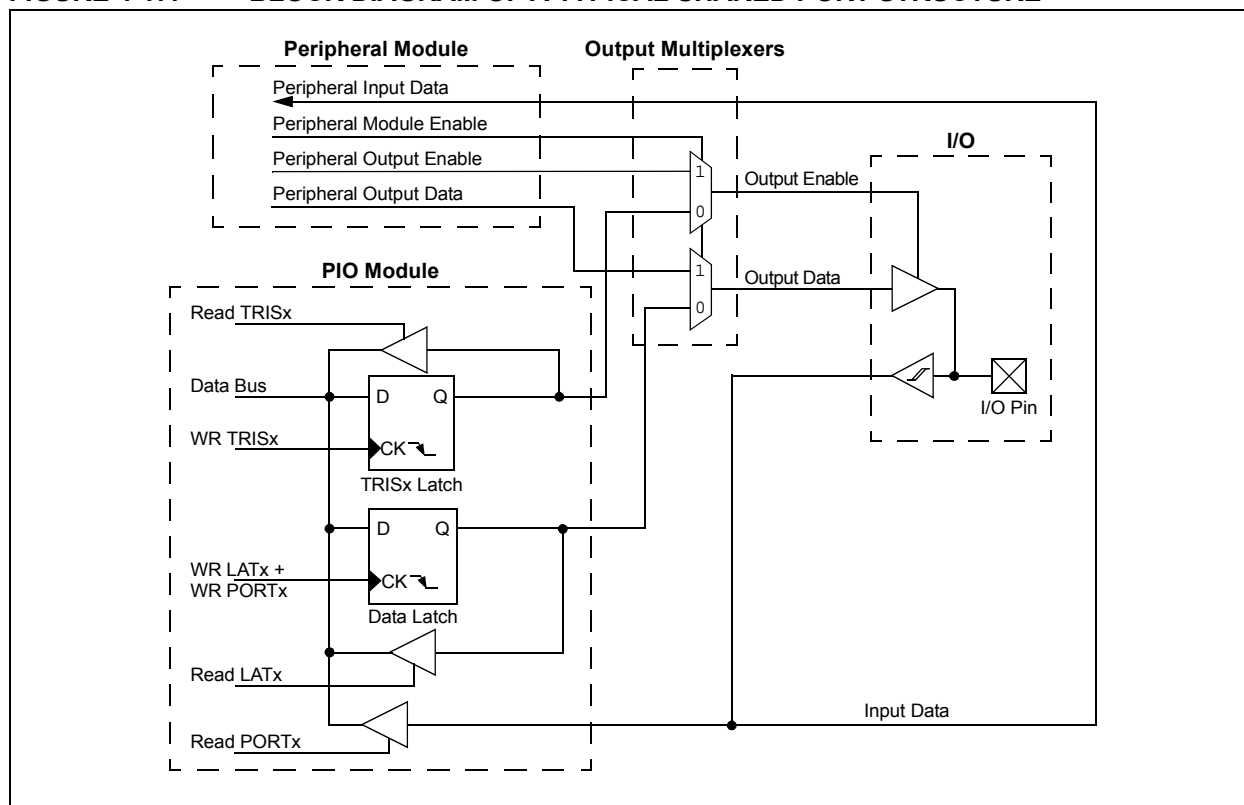 Peripheral Module
Output Multiplexers
Peripheral Input Data
Peripheral Module Enable
Peripheral Output Enable
Peripheral Output Data
1
0
Output Enable
1
0
Output Data
I/O
I/O Pin
PIO Module
Read TRISx
Data Bus
D
Q
WR TRISx
CK
TRISx Latch
D
Q
WR LATx +
WR PORTx
CK
Data Latch
Read LATx
Read PORTx
Input Data